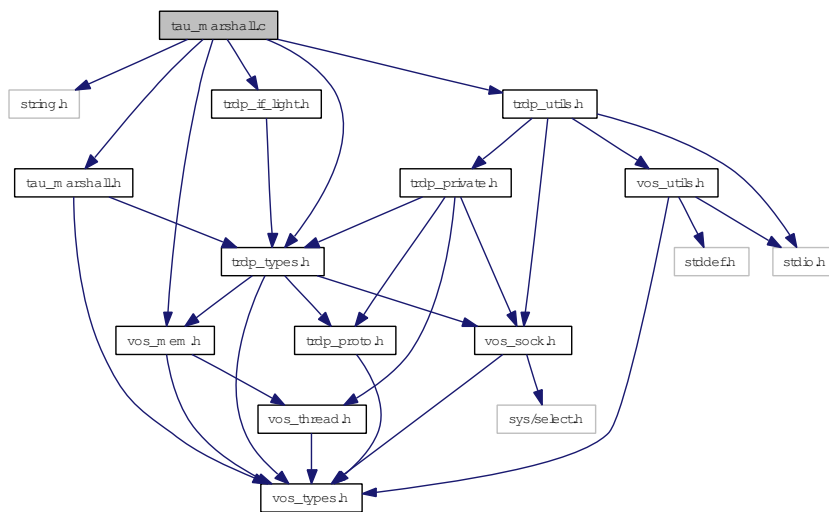 tau_marshall.c
string.h
trdp_if_light.h
trdp_utils.h
tau_marshall.h
trdp_private.h
vos_utils.h
trdp_types.h
stddef.h
stdio.h
vos_mem.h
trdp_proto.h
vos_sock.h
vos_thread.h
sys/select.h
vos_types.h